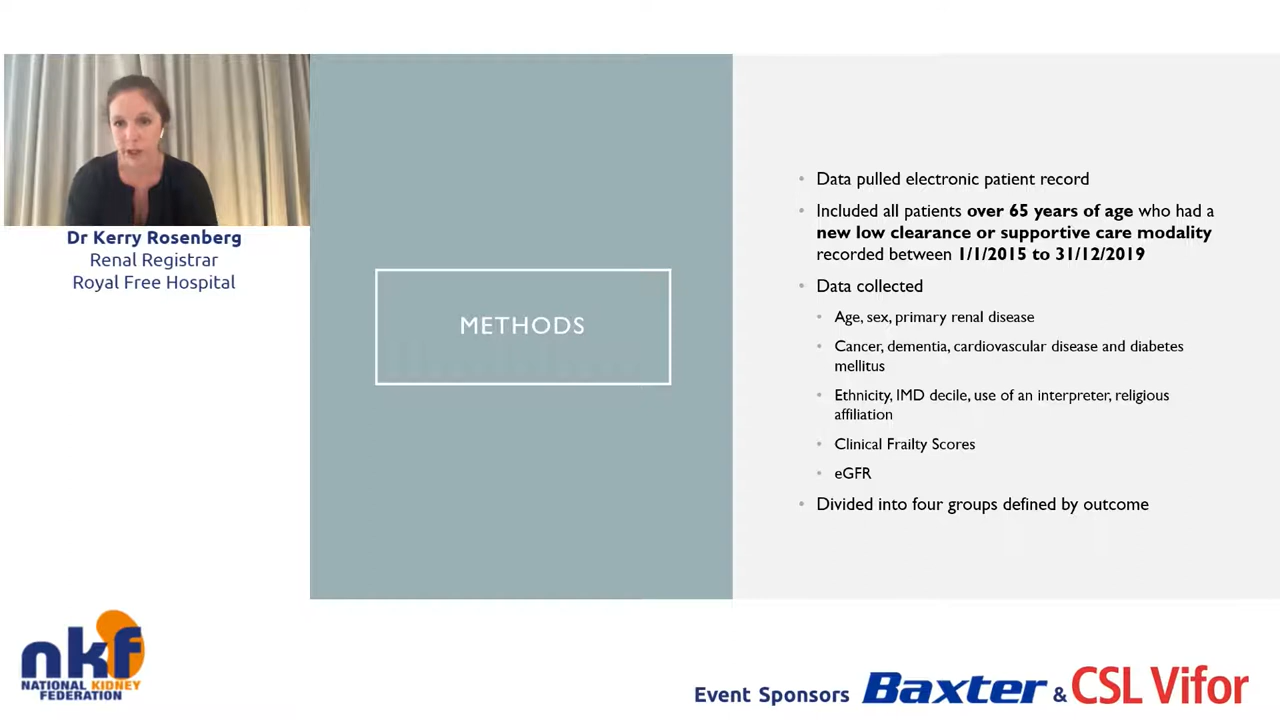 Dr Kerry Rosenberg
Renal Registrar
Royal Free Hospital
METHODS
• Data pulled electronic patient record
• Included all patients over 65 years of age who had a
new low clearance or supportive care modality
recorded between 1/1/2015 to 31/12/2019
• Data collected
• Age, sex, primary renal disease
• Cancer, dementia, cardiovascular disease and diabetes
mellitus
• Ethnicity, IMD decile, use of an interpreter, religious
affiliation
• Clinical Frailty Scores
• eGFR
• Divided into four groups defined by outcome
nkf
NATIONAL KIDNEY
FEDERATION
Event Sponsors Baxter & CSL Vifor